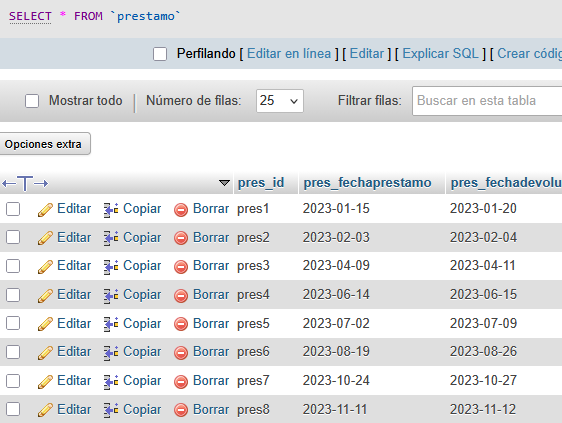 SELECT * FROM `prestamo`
Perfilando [ Editar en línea ] [ Editar ] [ Explicar SQL ] [ Crear códig
Mostrar todo | Número de filas: 25 Filtrar filas: Buscar en esta tabla
Opciones extra
←T→ pres_id pres_fechaprestamo pres_fechadevolu
Editar Copiar Borrar pres1 2023-01-15 2023-01-20
Editar Copiar Borrar pres2 2023-02-03 2023-02-04
Editar Copiar Borrar pres3 2023-04-09 2023-04-11
Editar Copiar Borrar pres4 2023-06-14 2023-06-15
Editar Copiar Borrar pres5 2023-07-02 2023-07-09
Editar Copiar Borrar pres6 2023-08-19 2023-08-26
Editar Copiar Borrar pres7 2023-10-24 2023-10-27
Editar Copiar Borrar pres8 2023-11-11 2023-11-12